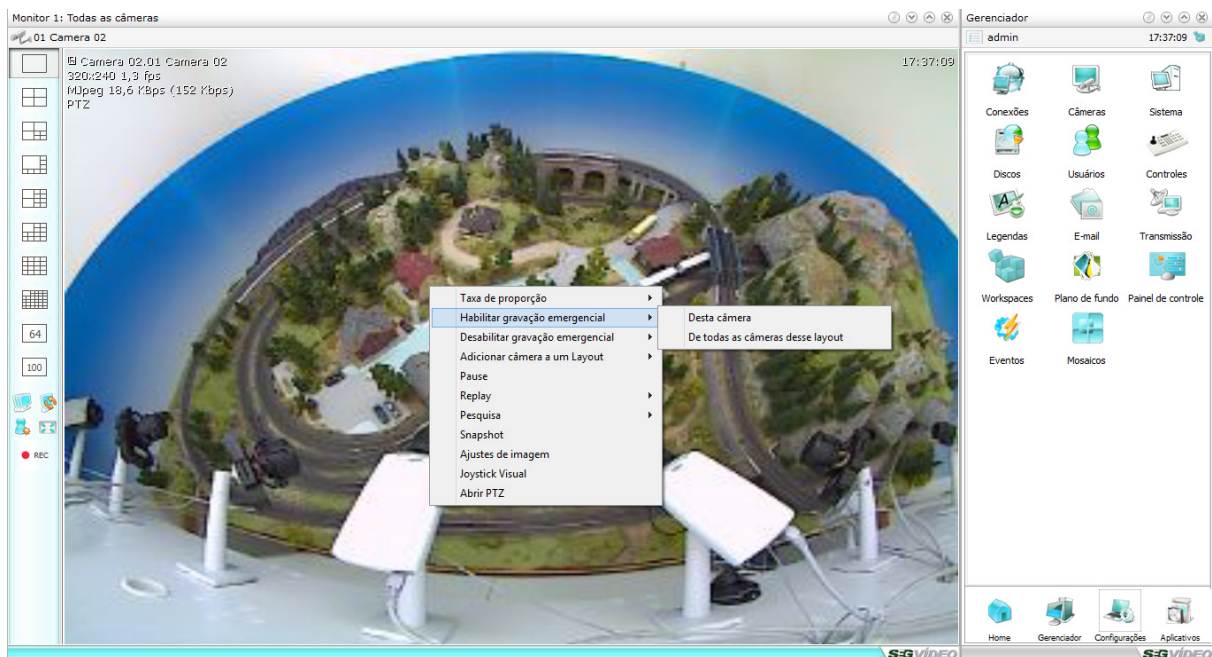 Monitor 1: Todas as câmeras
01 Camera 02
Camera 02.01 Camera 02
17:37:09
320x240 1,3 fps
MJpeg 18,6 KBps (152 Kbps)
PTZ
64
100
REC
Taxa de proporção
Habilitar gravação emergencial
Desabilitar gravação emergencial
Adicionar câmera a um Layout
Pause
Replay
Pesquisa
Snapshot
Ajustes de imagem
Joystick Visual
Abrir PTZ
Desta câmera
De todas as câmeras desse layout
SEGVÍDEO
Gerenciador
admin
17:37:09
Conexões
Câmeras
Sistema
Discos
Usuários
Controles
Legendas
E-mail
Transmissão
Workspaces
Plano de fundo
Painel de controle
Eventos
Mosaicos
Home
Gerenciador
Configurações
Aplicativos
SEGVÍDEO